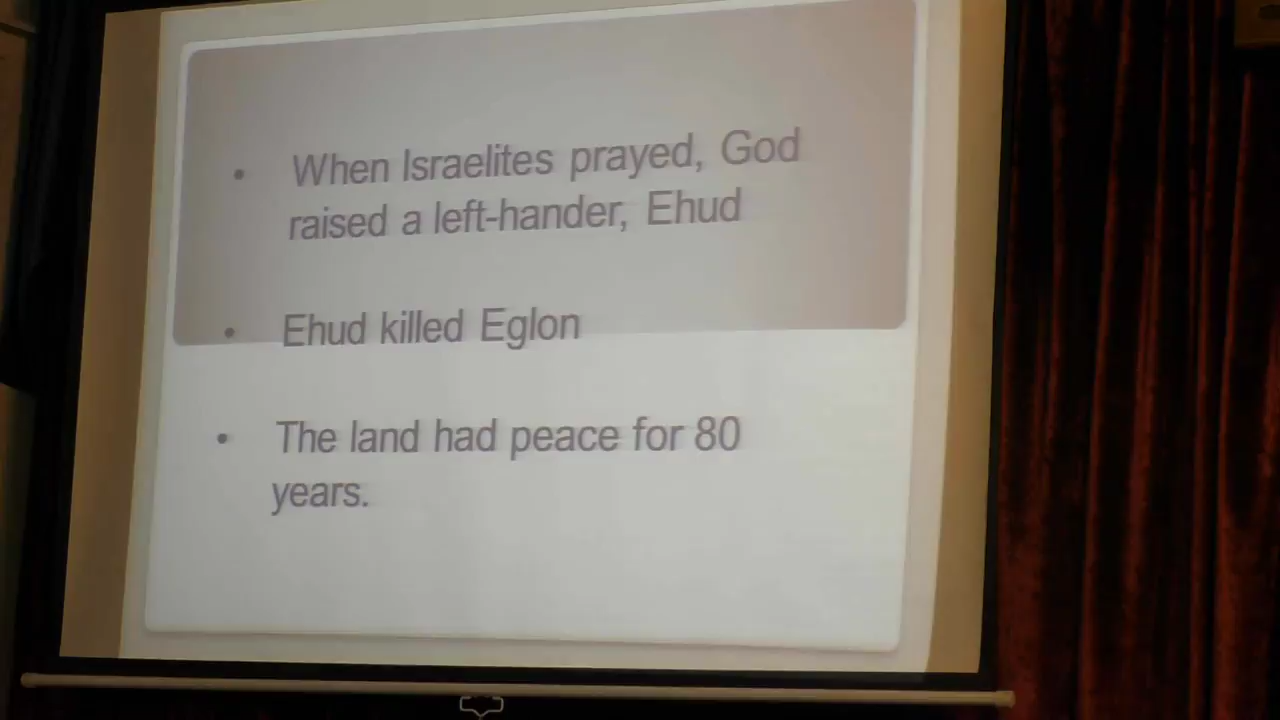 • When Israelites prayed, God
raised a left-hander, Ehud
• Ehud killed Eglon
• The land had peace for 80
years.